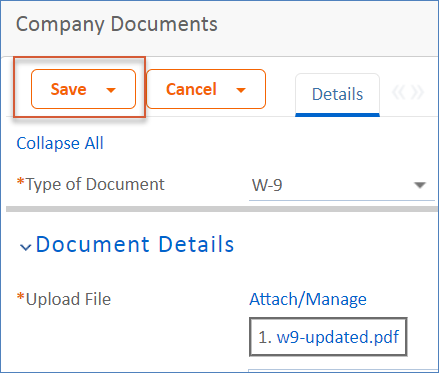 Company Documents
Save Cancel Details «»
Collapse All
*Type of Document W-9
Document Details
*Upload File Attach/Manage
1. w9-updated.pdf